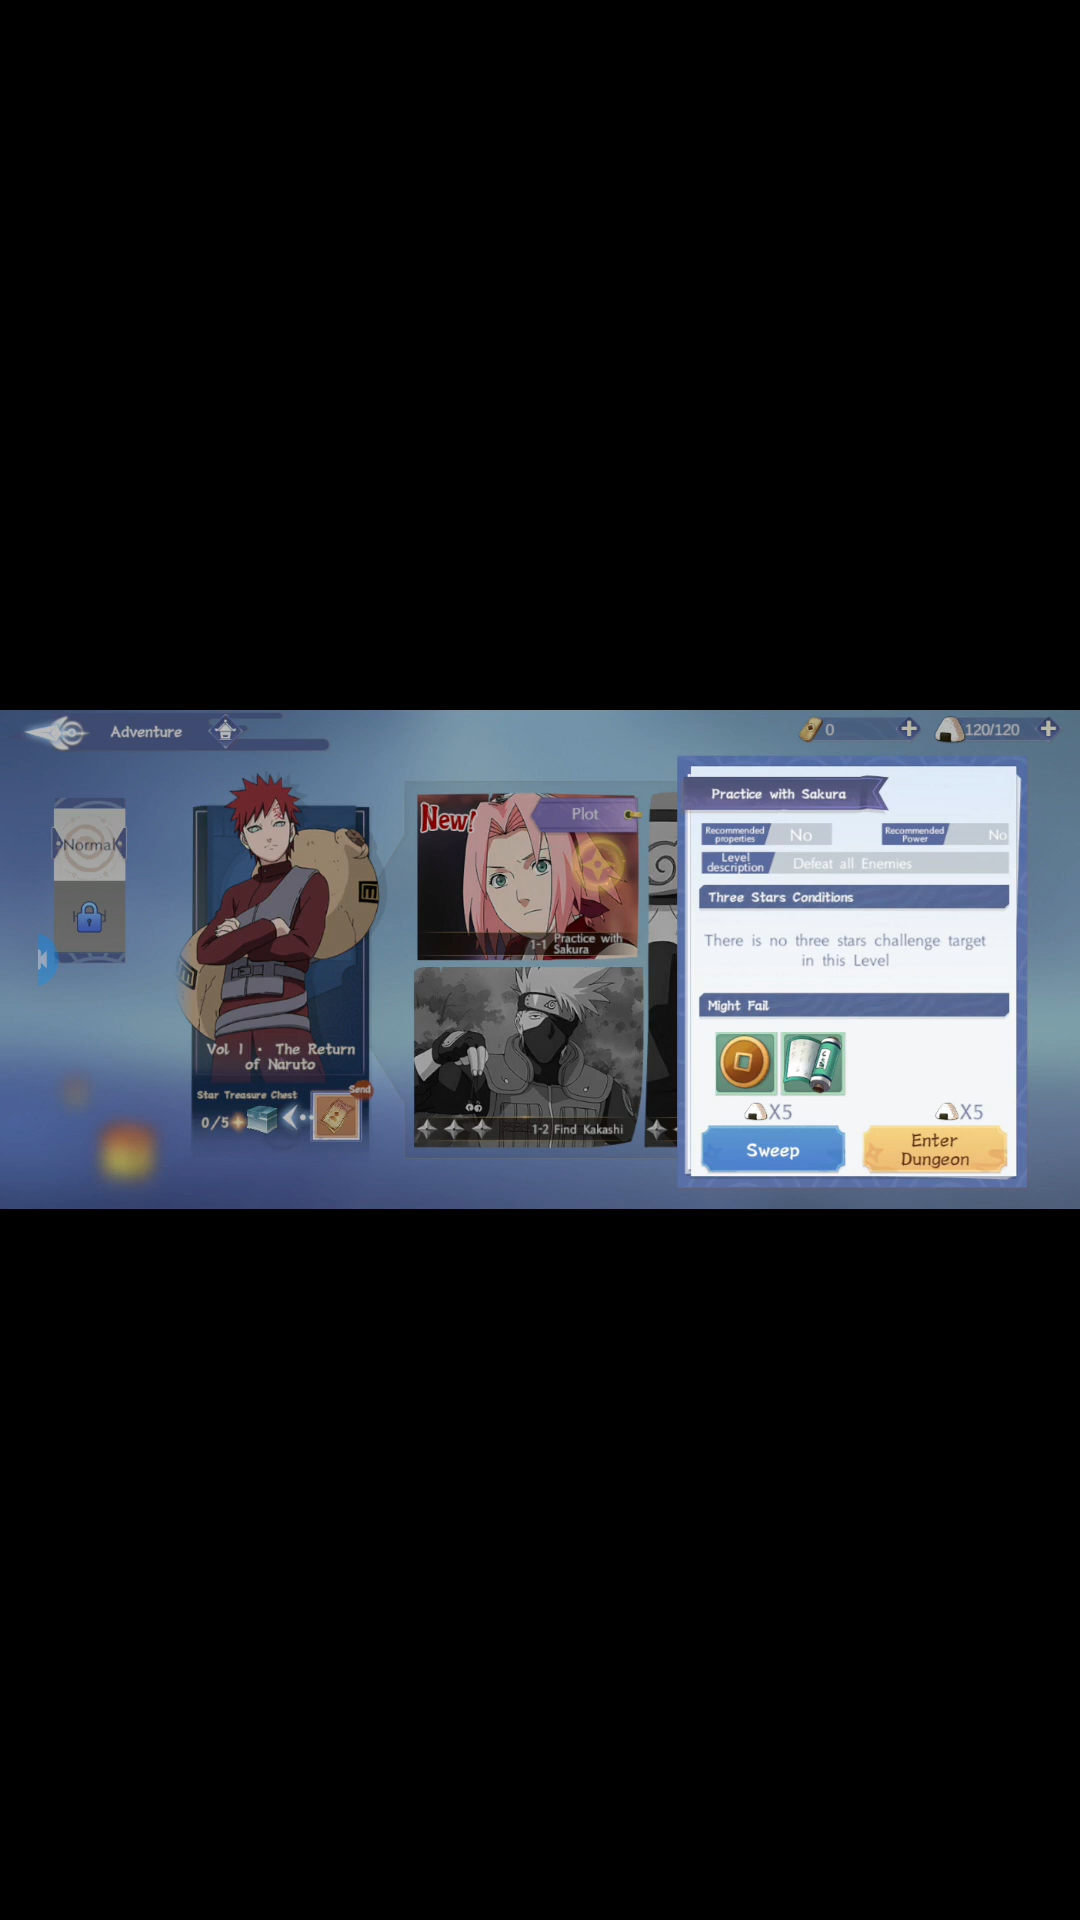 Adventure
0
120/120
Normal
Vol 1 · The Return
of Naruto
Star Treasure Chest
0/5
Send
New!
Plot
1-1 Practice with
Sakura
1-2 Find Kakashi
Practice with Sakura
Recommended
properties
No
Recommended
Power
No
Level
description
Defeat all Enemies
Three Stars Conditions
There is no three stars challenge target
in this Level
Might Fail
X5
X5
Sweep
Enter
Dungeon